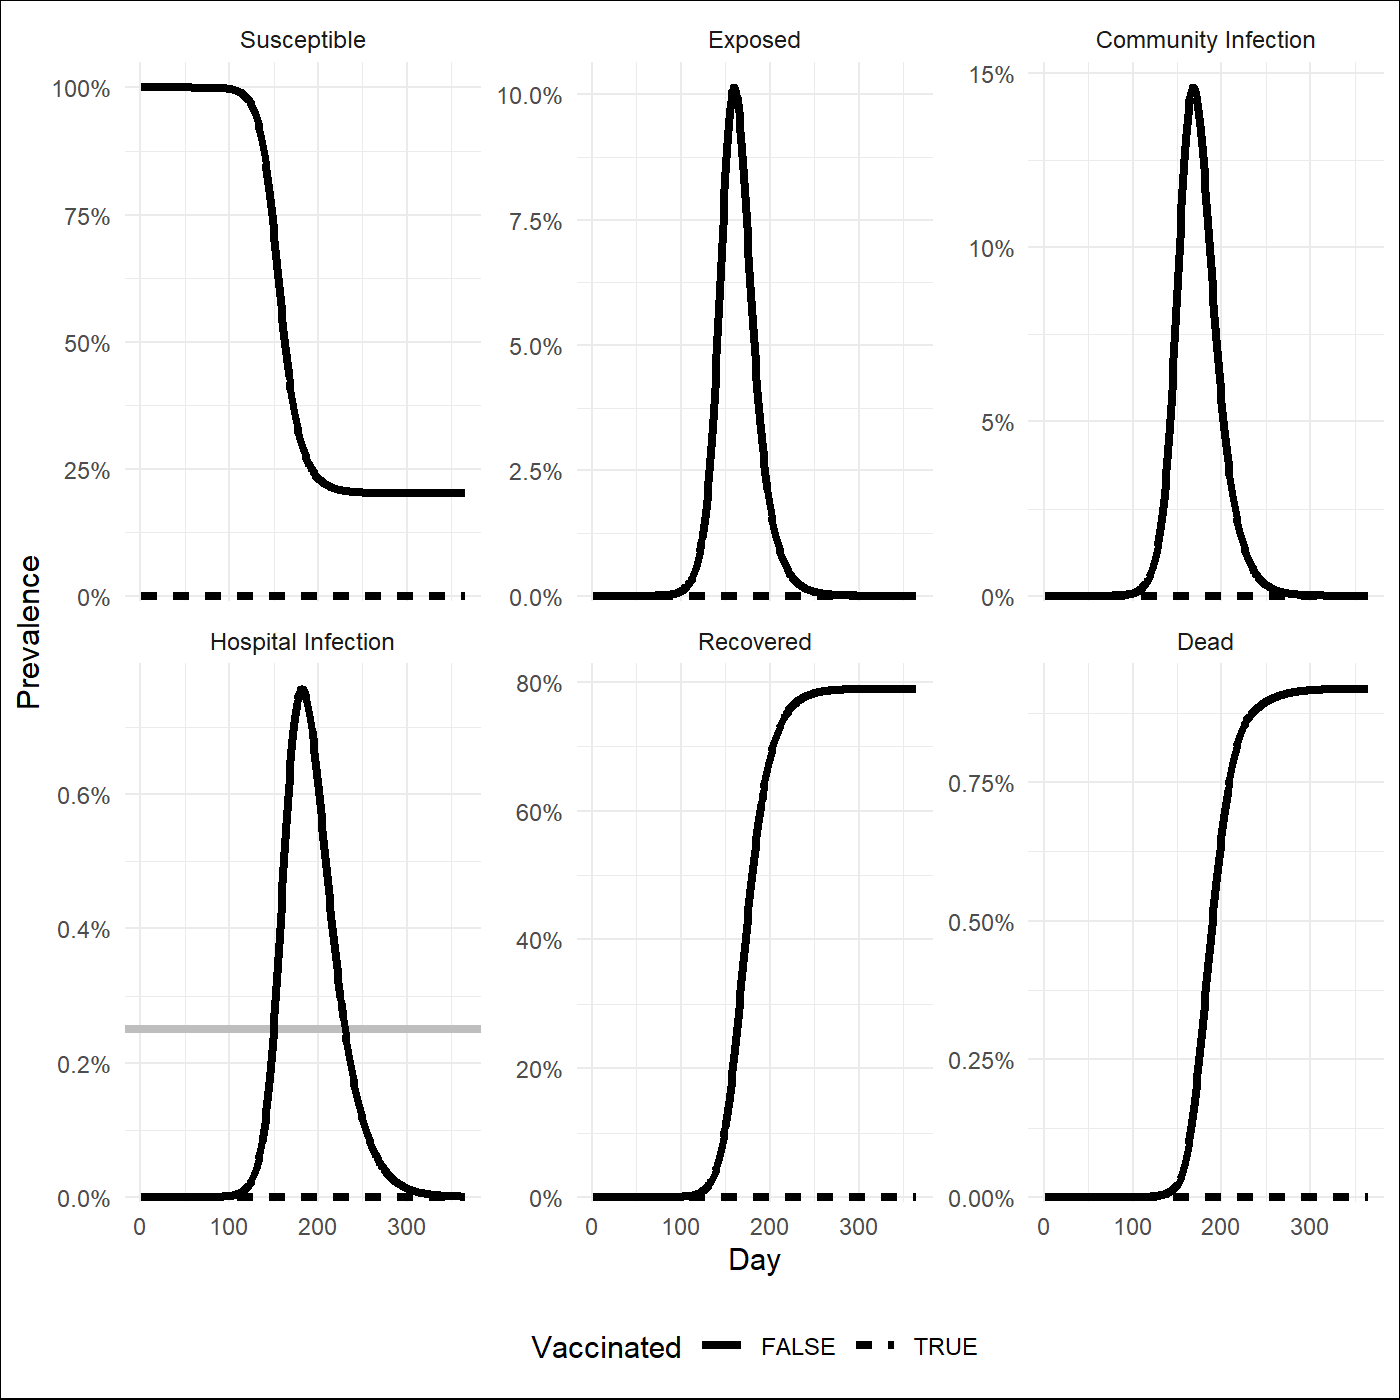 Susceptible
Exposed
Community Infection
100%
75%
50%
25%
0%
10.0%
7.5%
5.0%
2.5%
0.0%
15%
10%
5%
0%
Prevalence
Hospital Infection
Recovered
Dead
0.6%
0.4%
0.2%
0.0%
80%
60%
40%
20%
0%
0.75%
0.50%
0.25%
0.00%
0 100 200 300
0 100 200 300
0 100 200 300
Day
Vaccinated FALSE TRUE